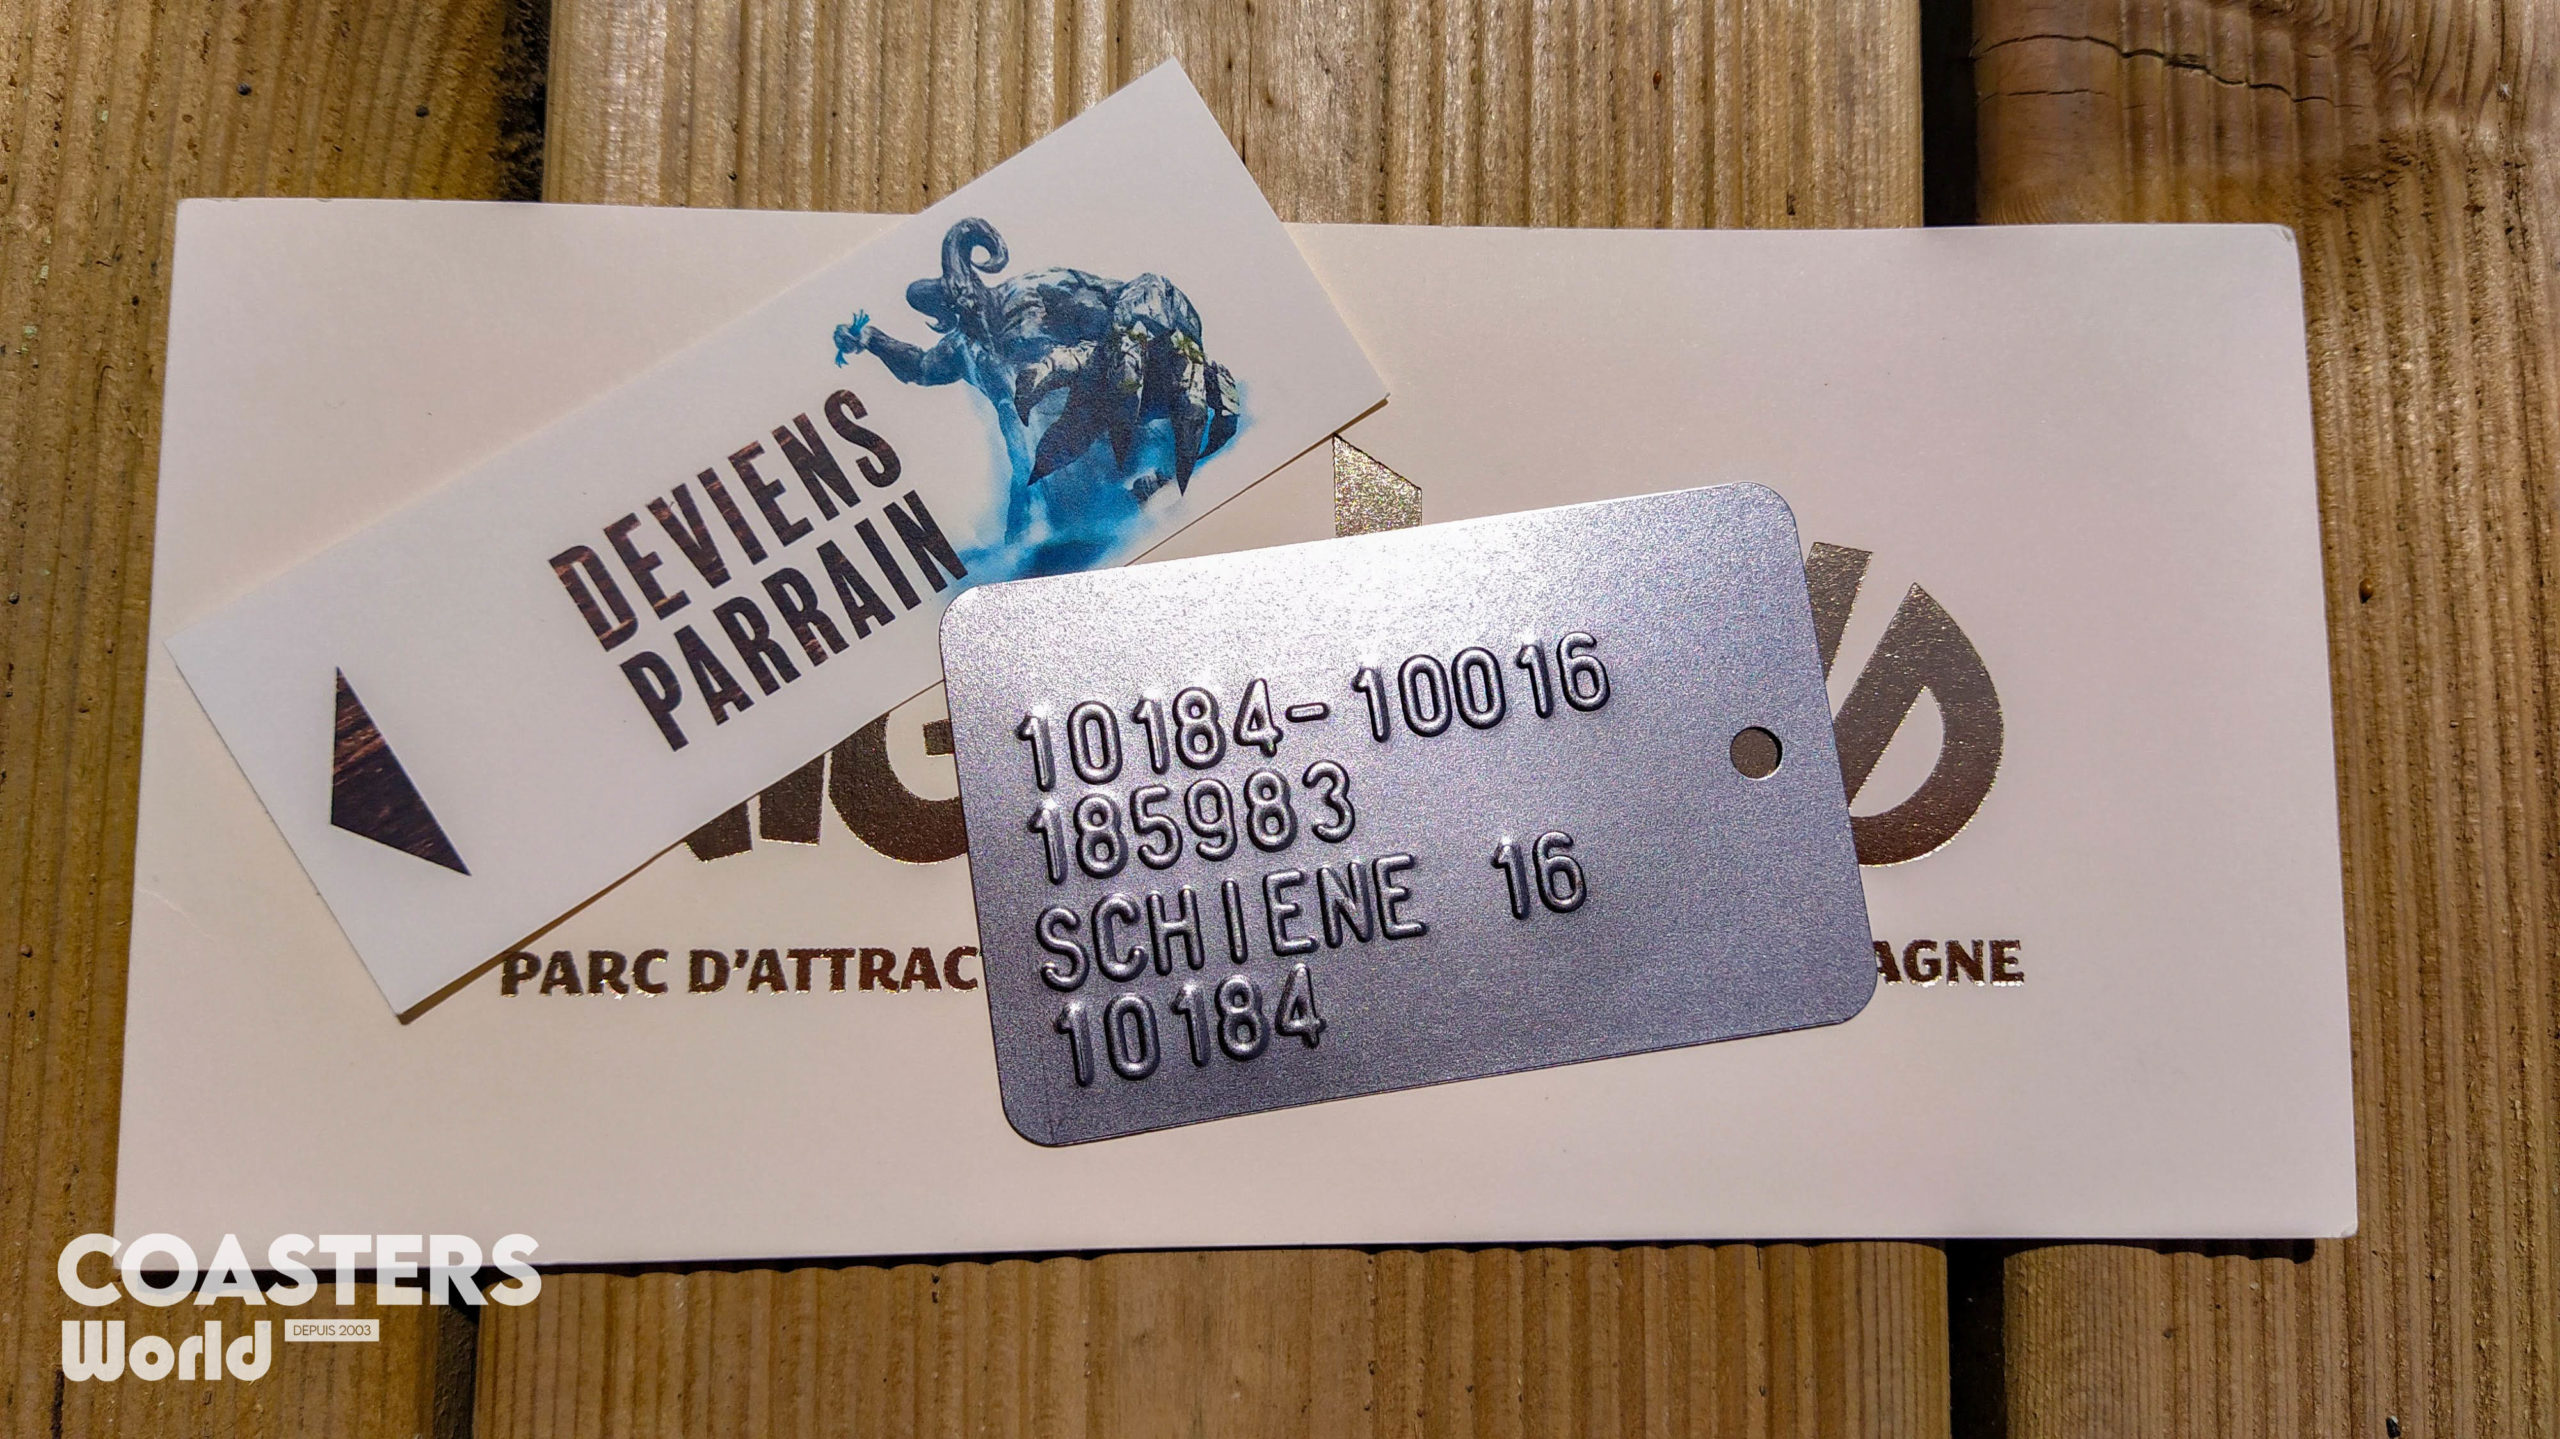 DEVIENS
PARRAIN
10184-10016
185983
SCHIENE 16
10184
PARC D'ATTRAC
AGNE
COASTERS
World
DEPUIS 2003